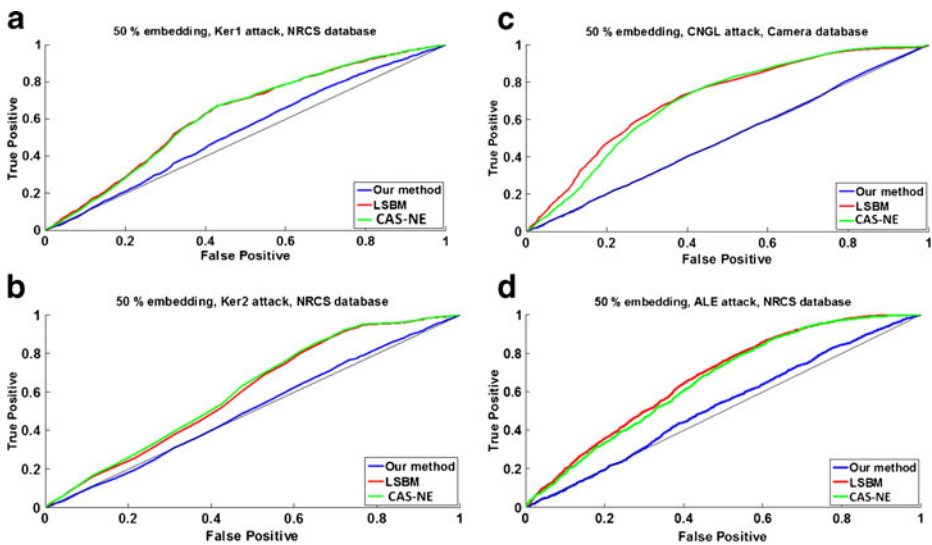 a
50 % embedding, Ker1 attack, NRCS database
True Positive
1
0.8
0.6
0.4
0.2
0
0
0.2
0.4
0.6
0.8
1
False Positive
Our method
LSBM
CAS-NE
c
50 % embedding, CNGL attack, Camera database
True Positive
1
0.8
0.6
0.4
0.2
0
0
0.2
0.4
0.6
0.8
1
False Positive
Our method
LSBM
CAS-NE
b
50 % embedding, Ker2 attack, NRCS database
True Positive
1
0.8
0.6
0.4
0.2
0
0
0.2
0.4
0.6
0.8
1
False Positive
Our method
LSBM
CAS-NE
d
50 % embedding, ALE attack, NRCS database
True Positive
1
0.8
0.6
0.4
0.2
0
0
0.2
0.4
0.6
0.8
1
False Positive
Our method
LSBM
CAS-NE